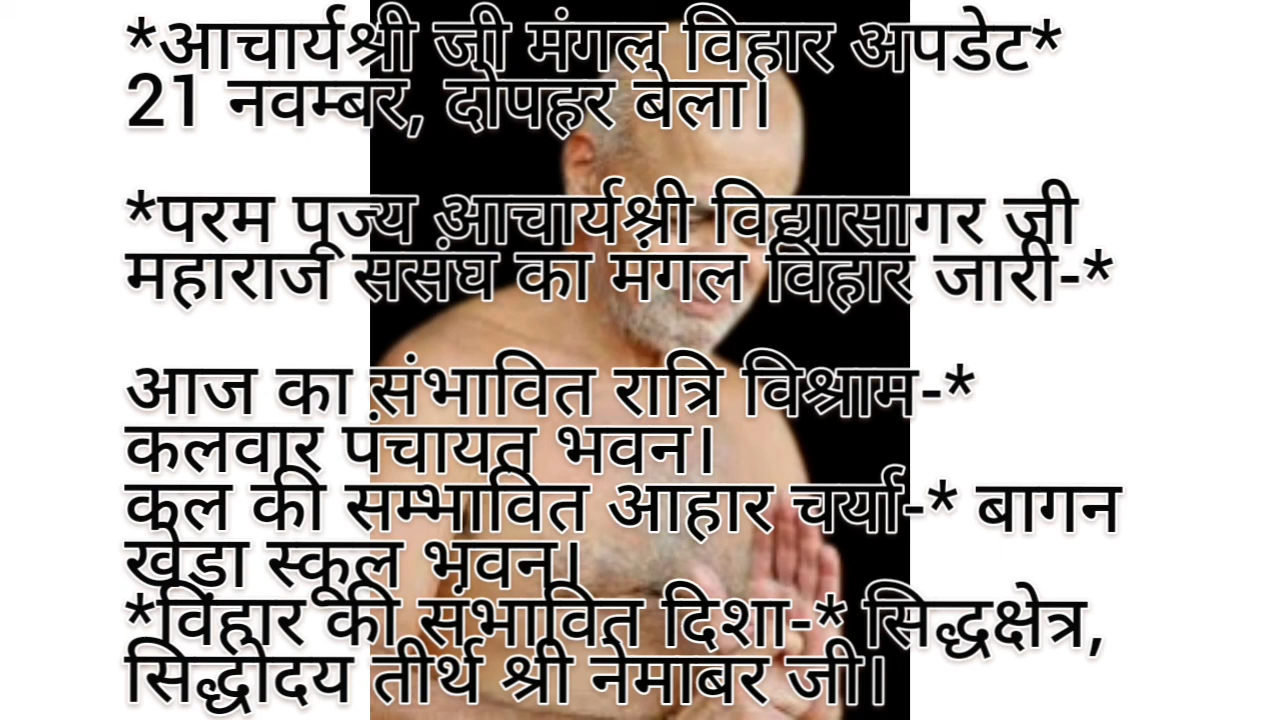 *आचार्यश्री जी मंगल विहार अपडेट*
21 नवम्बर, दोपहर बेला।
*परम पूज्य आचार्यश्री विद्यासागर जी
महाराज ससंघ का मंगल विहार जारी-*
आज का संभावित रात्रि विश्राम-*
कलवार पंचायत भवन।
कल की सम्भावित आहार चर्या-* बागन
खेड़ा स्कूल भवन।
*विहार की संभावित दिशा-* सिद्धक्षेत्र,
सिद्धोदय तीर्थ श्री नेमाबर जी।